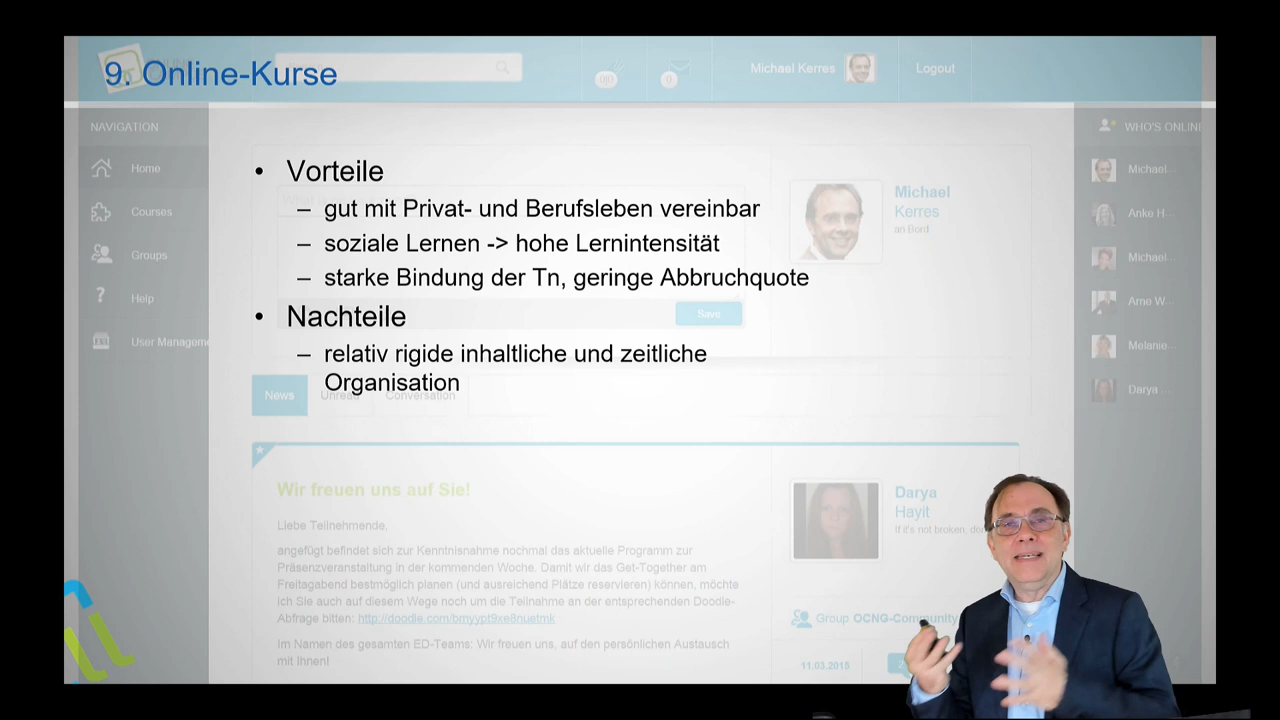 9. Online-Kurse
Michael Kerres
Logout
0
NAVIGATION
Home
Courses
Groups
Help
User Managem
• Vorteile
– gut mit Privat- und Berufsleben vereinbar
– soziale Lernen -> hohe Lernintensität
– starke Bindung der Tn, geringe Abbruchquote
• Nachteile
– relativ rigide inhaltliche und zeitliche
Organisation
Save
News
Unread
Conversation
Michael
Kerres
an Bord
WHO'S ONLINE
Michael...
Anke H...
Michael...
Arne W...
Melanie...
Darya ...
Wir freuen uns auf Sie!
Liebe Teilnehmende,
angefügt befindet sich zur Kenntnisnahme nochmal das aktuelle Programm zur
Präsenzveranstaltung in der kommenden Woche. Damit wir das Get-Together am
Freitagabend bestmöglich planen (und ausreichend Plätze reservieren) können, möchte
ich Sie auch auf diesem Wege noch um die Teilnahme an der entsprechenden Doodle-
Abfrage bitten: http://doodle.com/bmyypt9xe8nuetmk
Im Namen des gesamten ED-Teams: Wir freuen uns, auf den persönlichen Austausch
mit Ihnen!
Darya
Hayit
If it's not broken,
Group OCNG-Community
11.03.2015